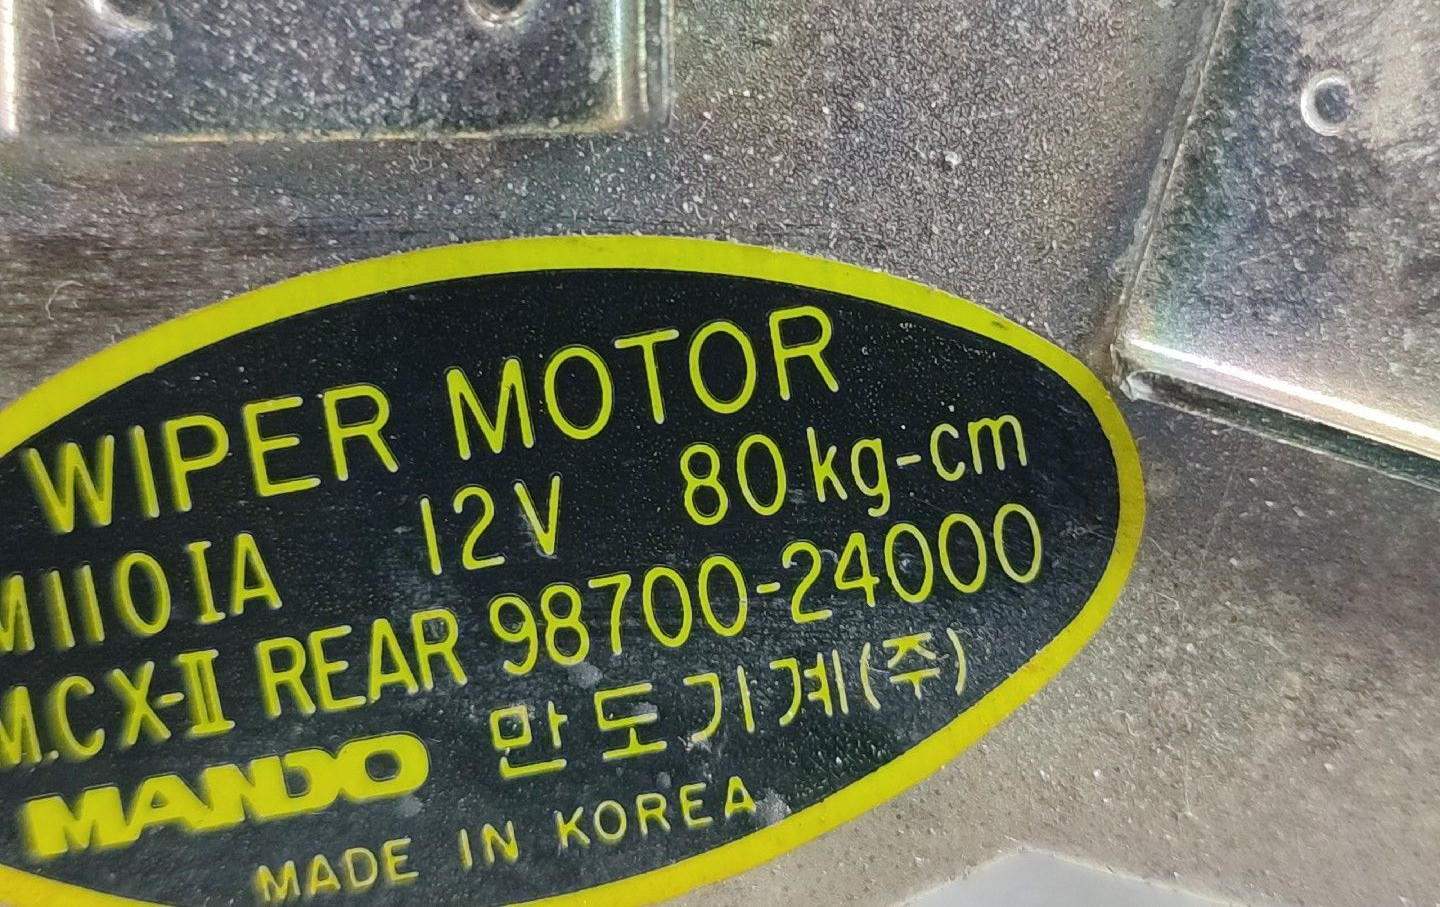 WIPER MOTOR
M110IA 12V 80kg-cm
M.CX-II REAR 98700-24000
MANDO 만도기계(주)
MADE IN KOREA